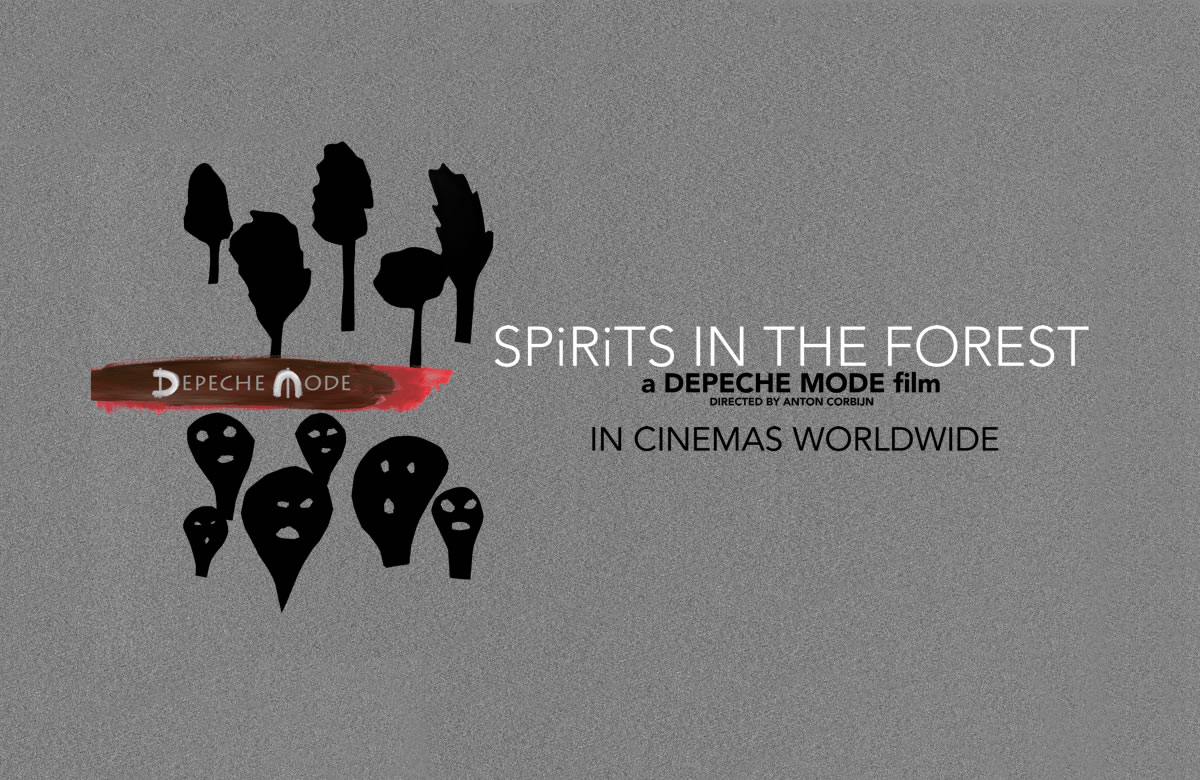 DEPECHE MODE
SPiRiTS IN THE FOREST
a DEPECHE MODE film
DIRECTED BY ANTON CORBIJN
IN CINEMAS WORLDWIDE